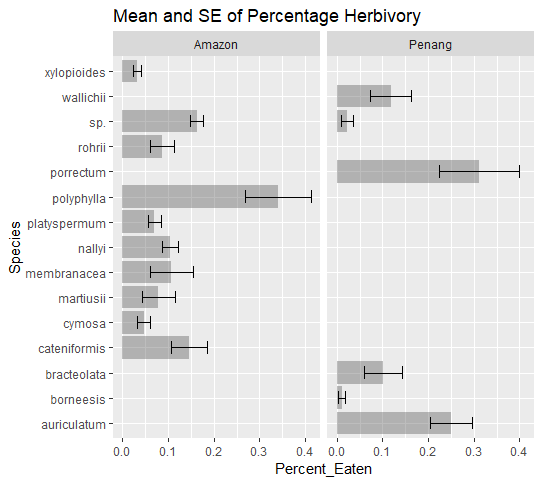 Mean and SE of Percentage Herbivory
Amazon
Penang
Species
xylopioides
wallichii
sp.
rohrii
porrectum
polyphylla
platyspermum
nallyi
membranacea
martiusii
cymosa
cateniformis
bracteolata
borneesis
auriculatum
0.0 0.1 0.2 0.3 0.4
0.0 0.1 0.2 0.3 0.4
Percent_Eaten